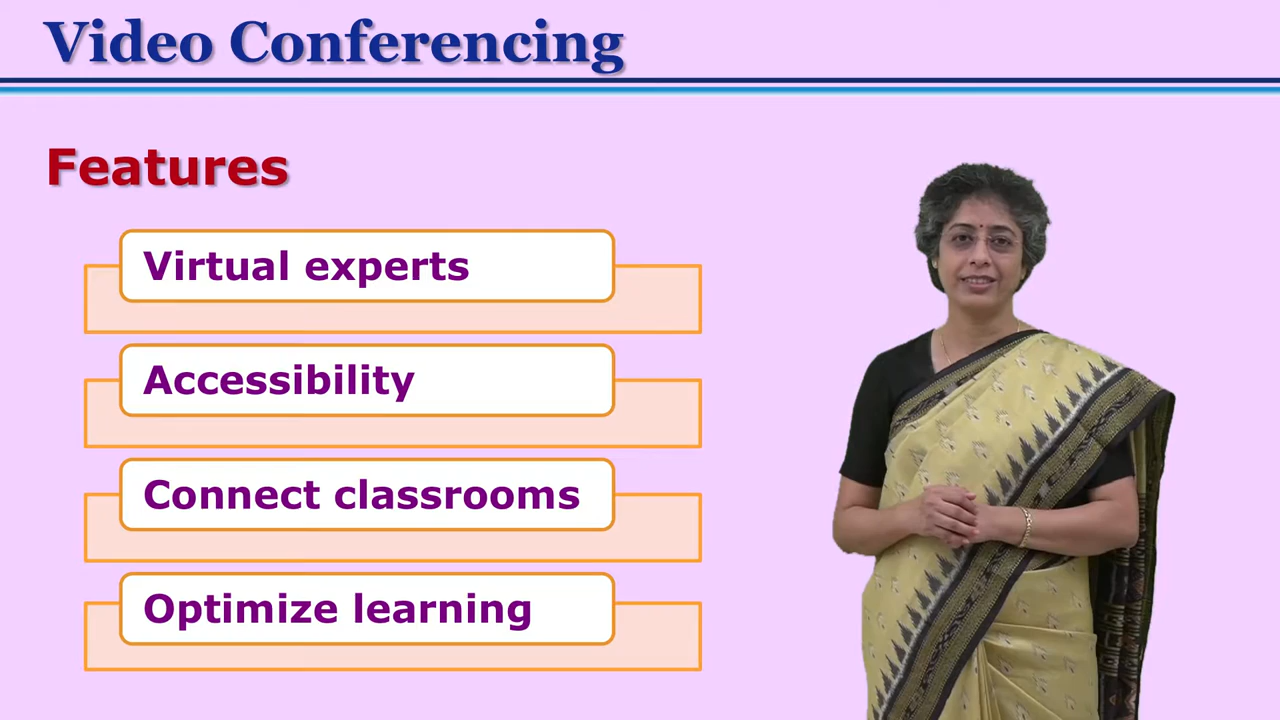 Video Conferencing
Features
Virtual experts
Accessibility
Connect classrooms
Optimize learning